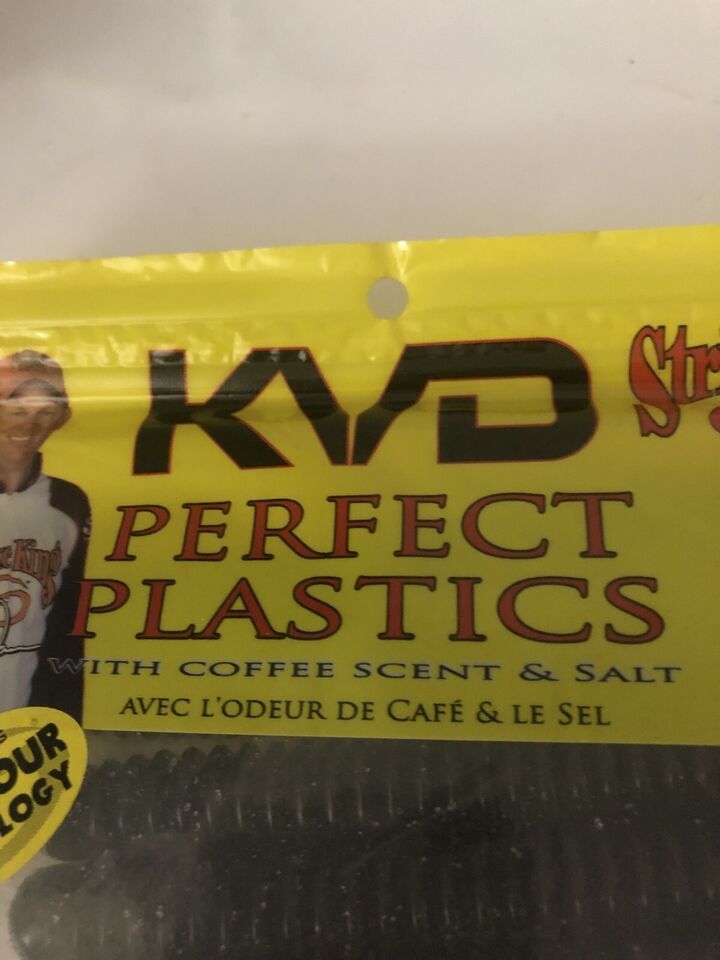 KVD
PERFECT
PLASTICS
WITH COFFEE SCENT & SALT
AVEC L'ODEUR DE CAFÉ & LE SEL